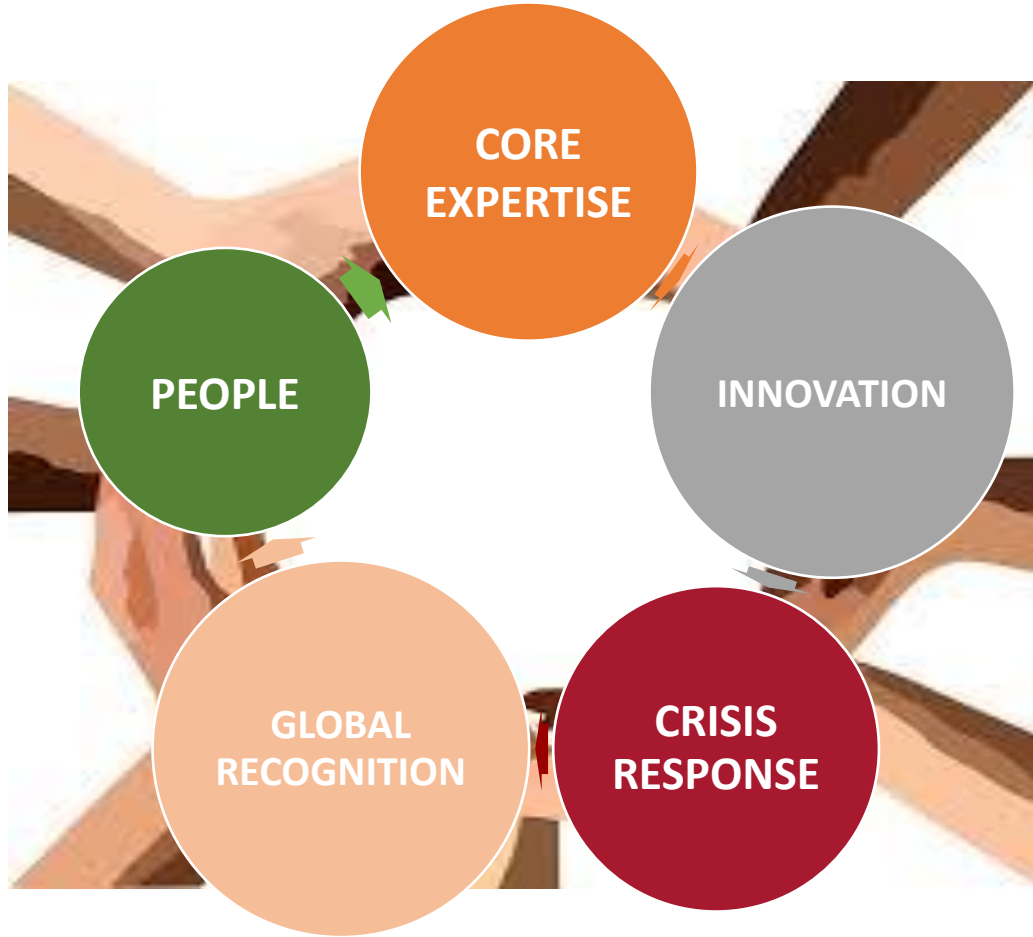 CORE
EXPERTISE
INNOVATION
CRISIS
RESPONSE
GLOBAL
RECOGNITION
PEOPLE